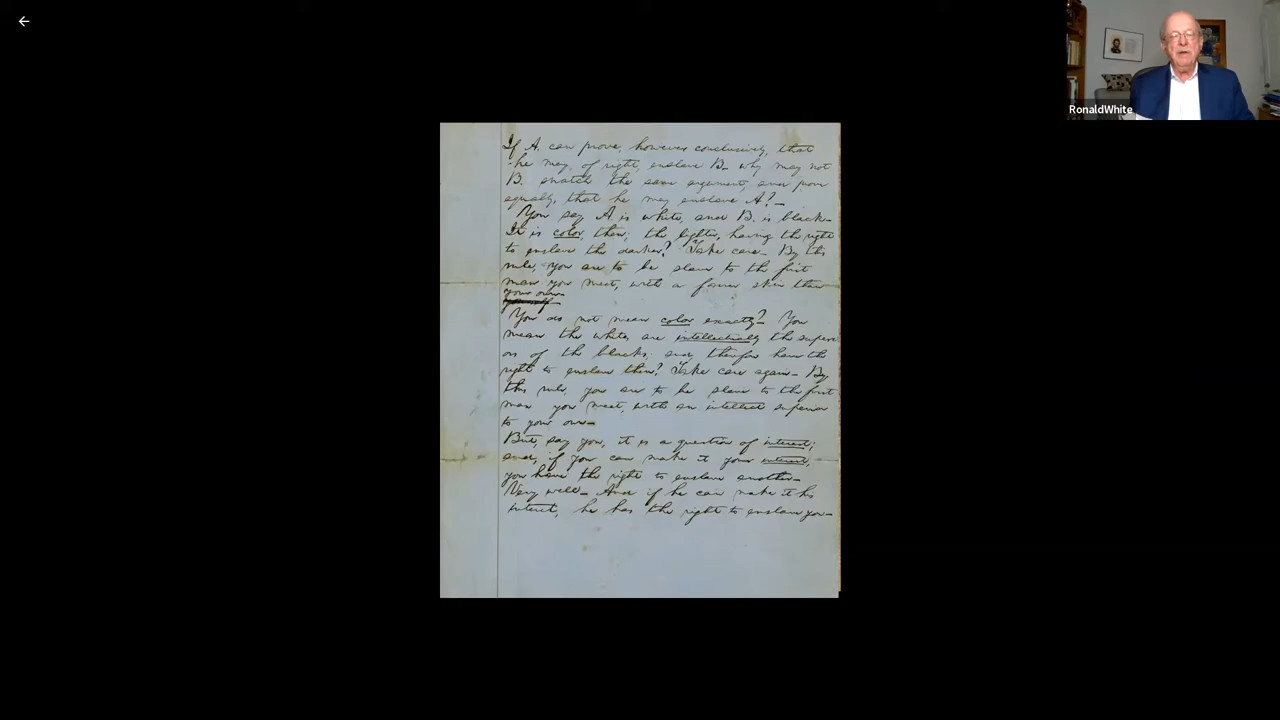 RonaldWhite
If A. can prove, however conclusively, that
he may, of right, enslave B. why may not
B. snatch the same argument, and prove
equally, that he may enslave A?—
You say A. is white, and B. is black—
It is color, then; the lighter, having the right
to enslave the darker? Take care— By this
rule, you are to be slave to the first
man you meet, with a fairer skin than
your own—
yourself
You do not mean color exactly?— You
mean the whites are intellectually the superi
ors of the blacks, and, therefore have the
right to enslave them? Take care again— By
this rule, you are to be slave to the first
man you meet, with an intellect superior
to your own—
But, say you, it is a question of interest;
and, if you can make it your interest,
you have the right to enslave another—
Very well— And if he can make it his
interest, he has the right to enslave you—